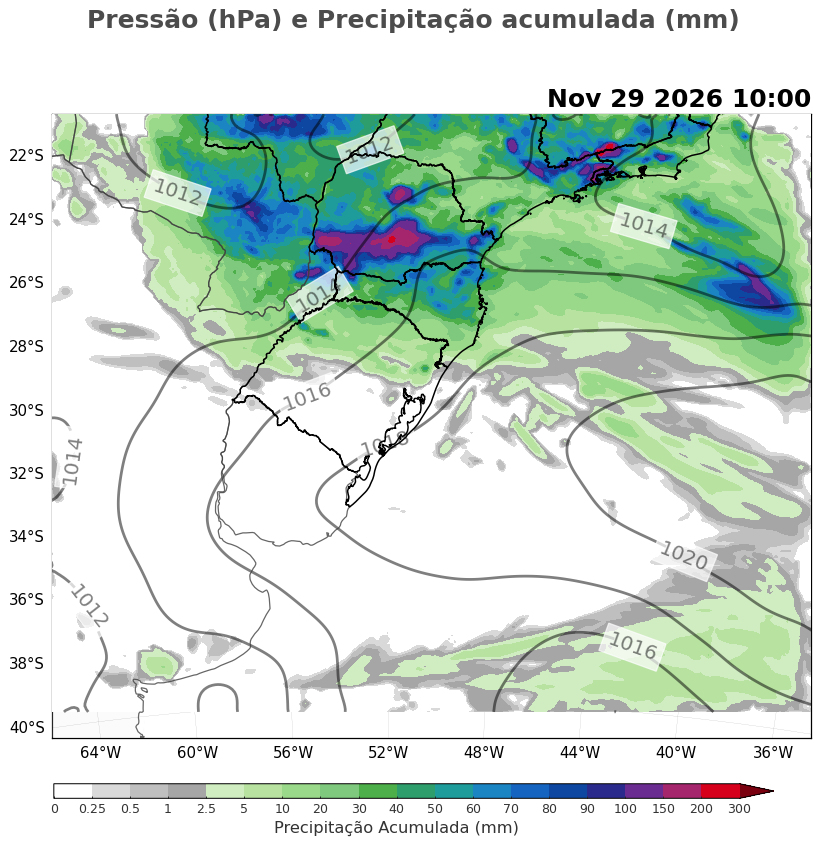 Pressão (hPa) e Precipitação acumulada (mm)
Nov 29 2026 10:00
22°S
24°S
26°S
28°S
30°S
32°S
34°S
36°S
38°S
40°S
1012
1012
1014
1014
1016
1018
1014
1020
1012
1016
64°W 60°W 56°W 52°W 48°W 44°W 40°W 36°W
0 0.25 0.5 1 2.5 5 10 20 30 40 50 60 70 80 90 100 150 200 300
Precipitação Acumulada (mm)